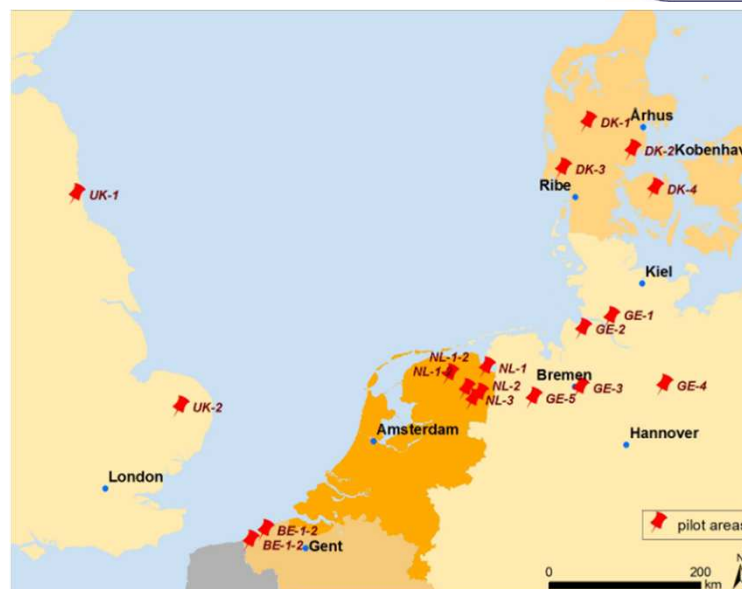 DK-1
Århus
DK-2
Kobenhav
DK-3
Ribe
DK-4
UK-1
Kiel
GE-1
GE-2
NL-1-2
NL-1
NL-1-
Bremen
NL-2
GE-3
GE-4
NL-3
GE-5
UK-2
Amsterdam
Hannover
London
BE-1-2
BE-1-2
Gent
pilot areas
0
200
km
N